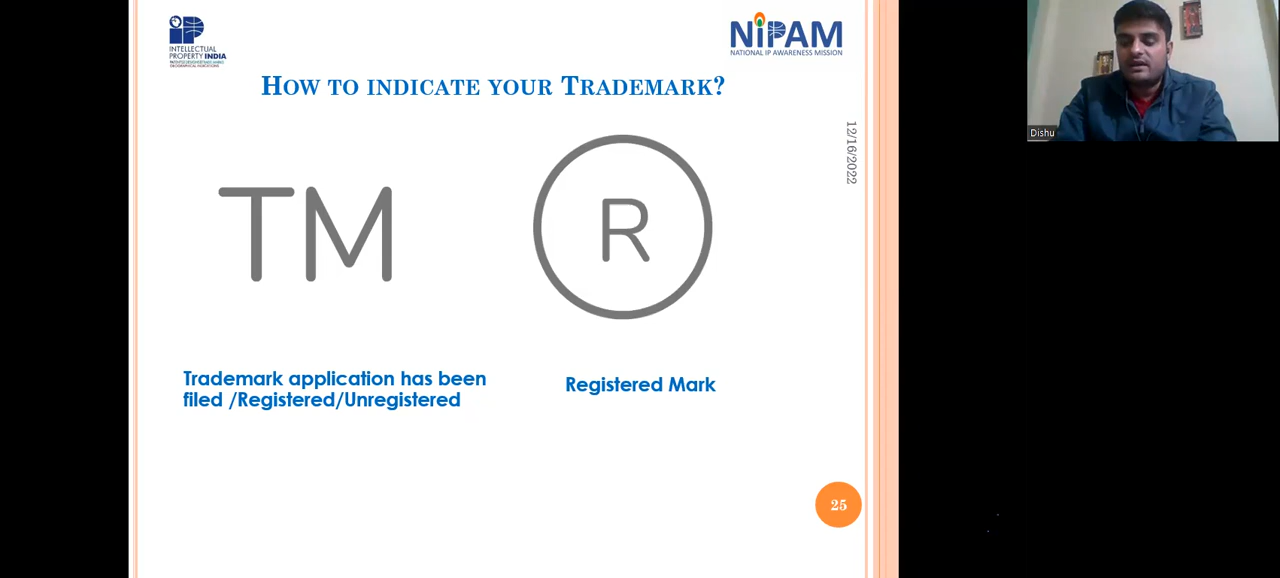 INTELLECTUAL
PROPERTY INDIA
NiPAM
NATIONAL IP AWARENESS MISSION
HOW TO INDICATE YOUR TRADEMARK?
12/16/2022
Dishu
TM
R
Trademark application has been
filed /Registered/Unregistered
Registered Mark
25